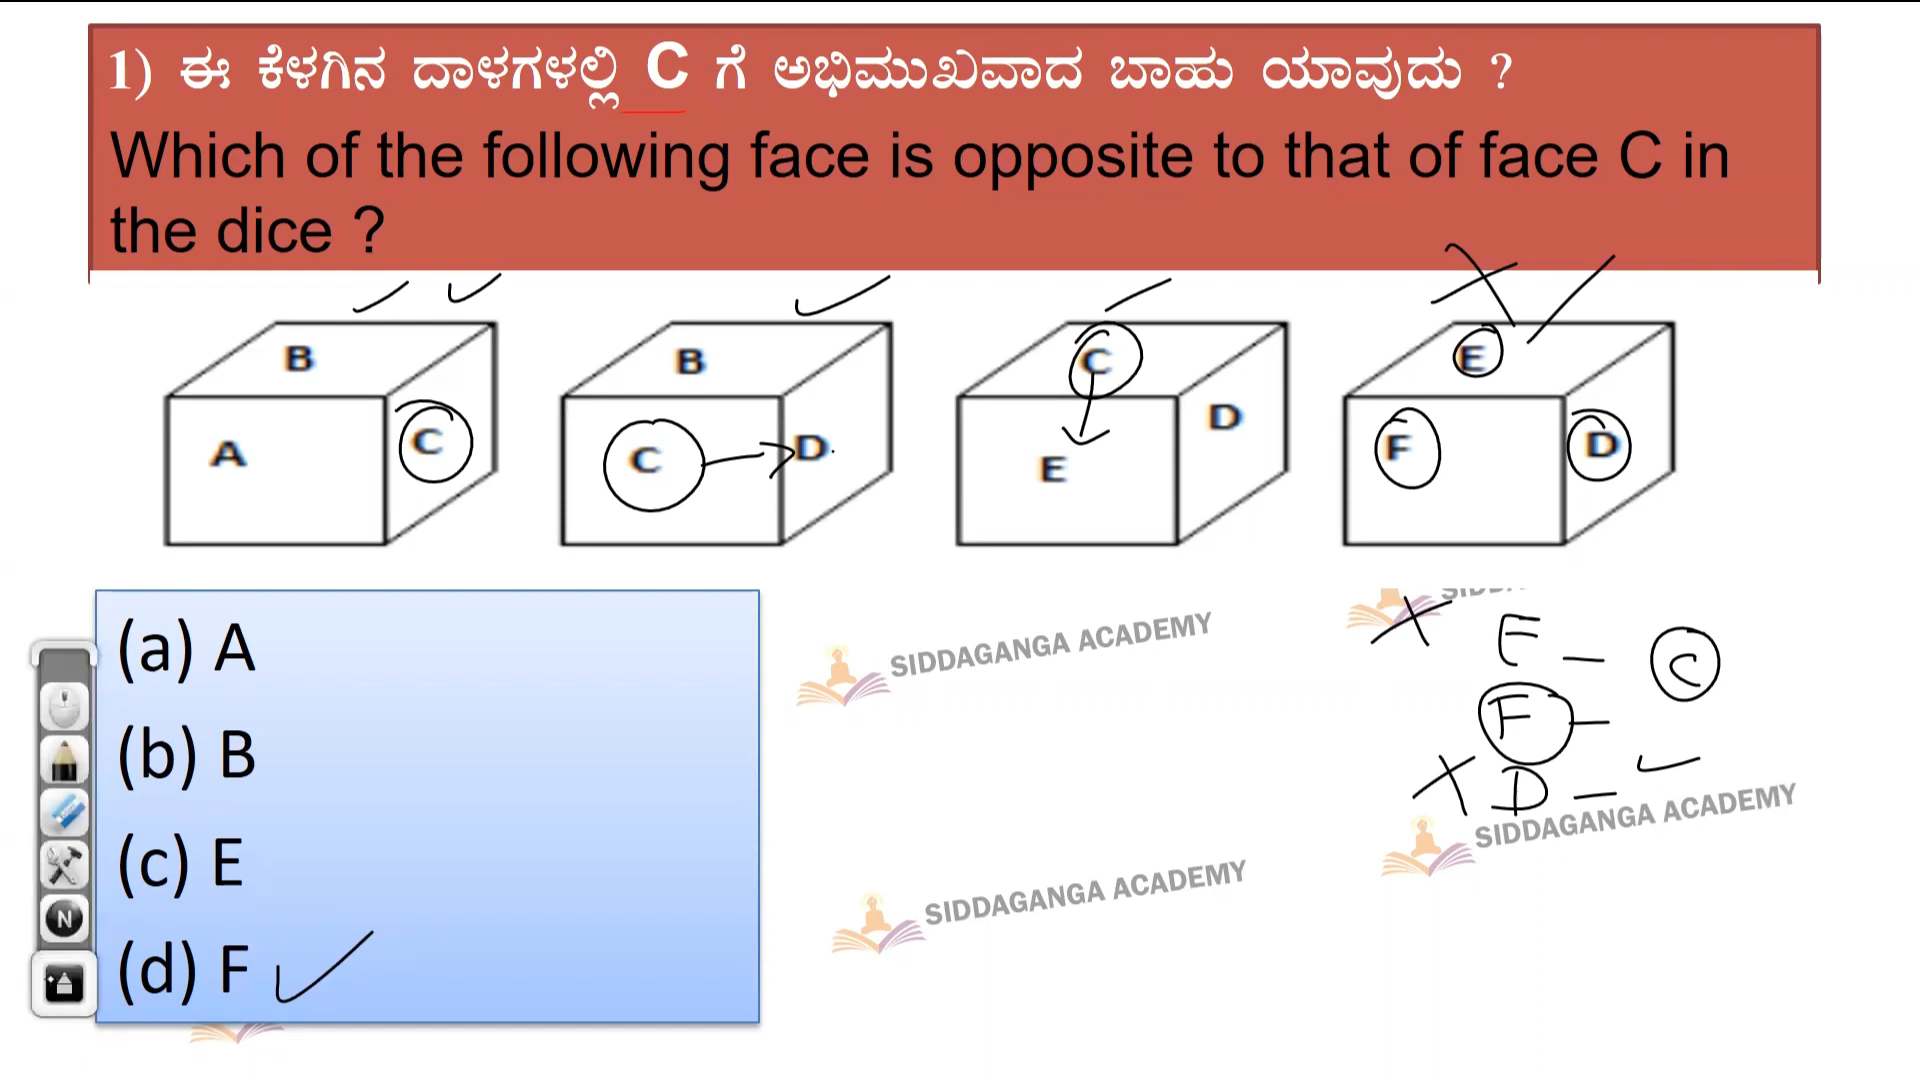 1) ಈ ಕೆಳಗಿನ ದಾಳಗಳಲ್ಲಿ C ಗೆ ಅಭಿಮುಖವಾದ ಬಾಹು ಯಾವುದು ?
Which of the following face is opposite to that of face C in
the dice ?
B
A
C
B
C
D
C
E
D
E
F
D
(a) A
(b) B
(c) E
(d) F
SIDDAGANGA ACADEMY
E – C
F –
D –
SIDDAGANGA ACADEMY
SIDDAGANGA ACADEMY
N